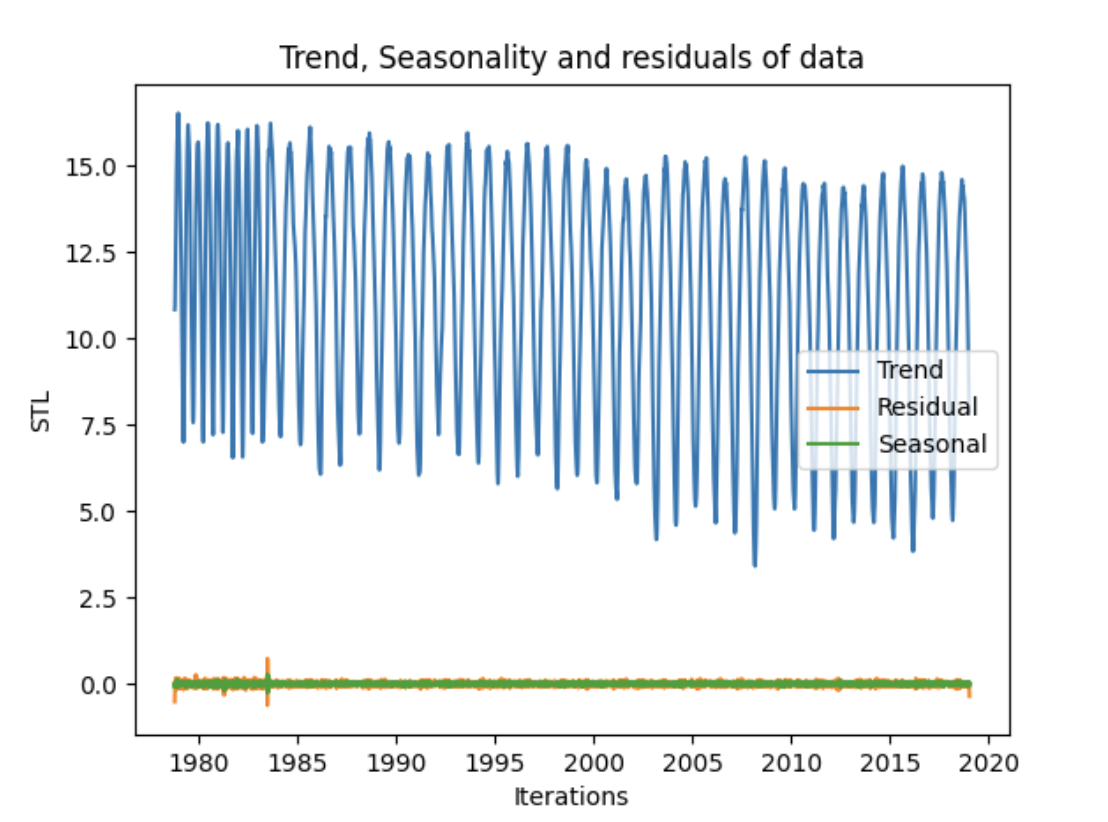 Trend, Seasonality and residuals of data
STL
15.0
12.5
10.0
7.5
5.0
2.5
0.0
Trend
Residual
Seasonal
1980 1985 1990 1995 2000 2005 2010 2015 2020
Iterations